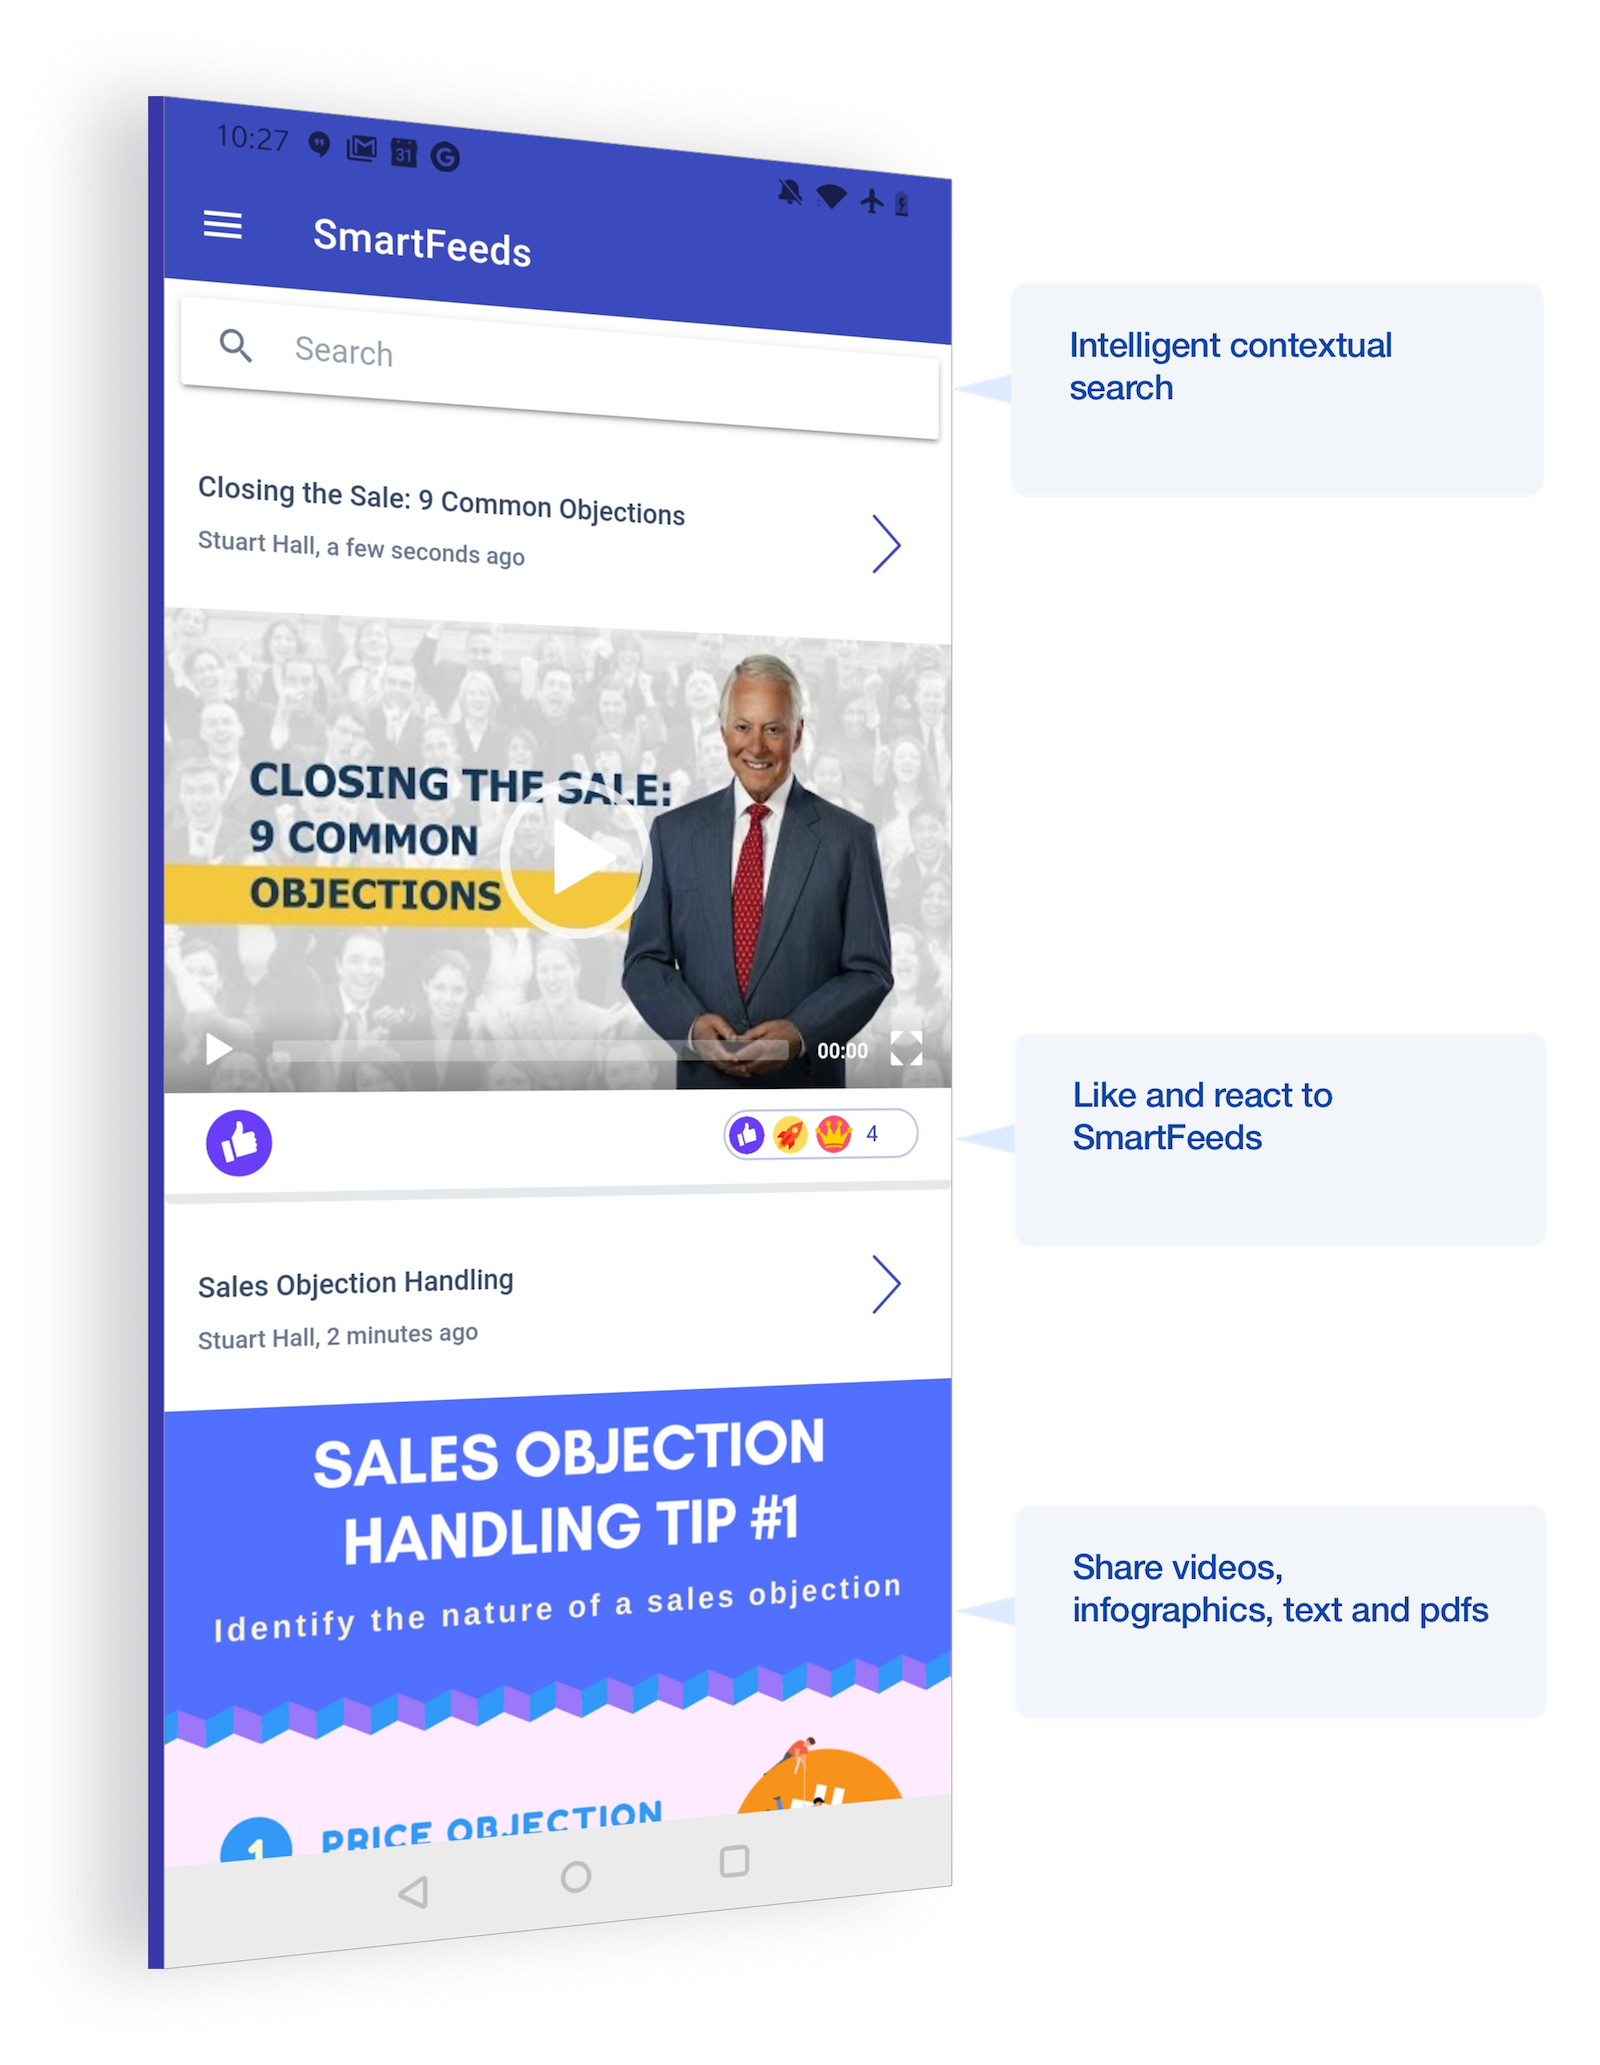 10:27
31
G
SmartFeeds
Search
Intelligent contextual
search
Closing the Sale: 9 Common Objections
Stuart Hall, a few seconds ago
CLOSING THE SALE:
9 COMMON
OBJECTIONS
00:00
4
Like and react to
SmartFeeds
Sales Objection Handling
Stuart Hall, 2 minutes ago
SALES OBJECTION
HANDLING TIP #1
Identify the nature of a sales objection
Share videos,
infographics, text and pdfs
1 PRICE OBJECTION